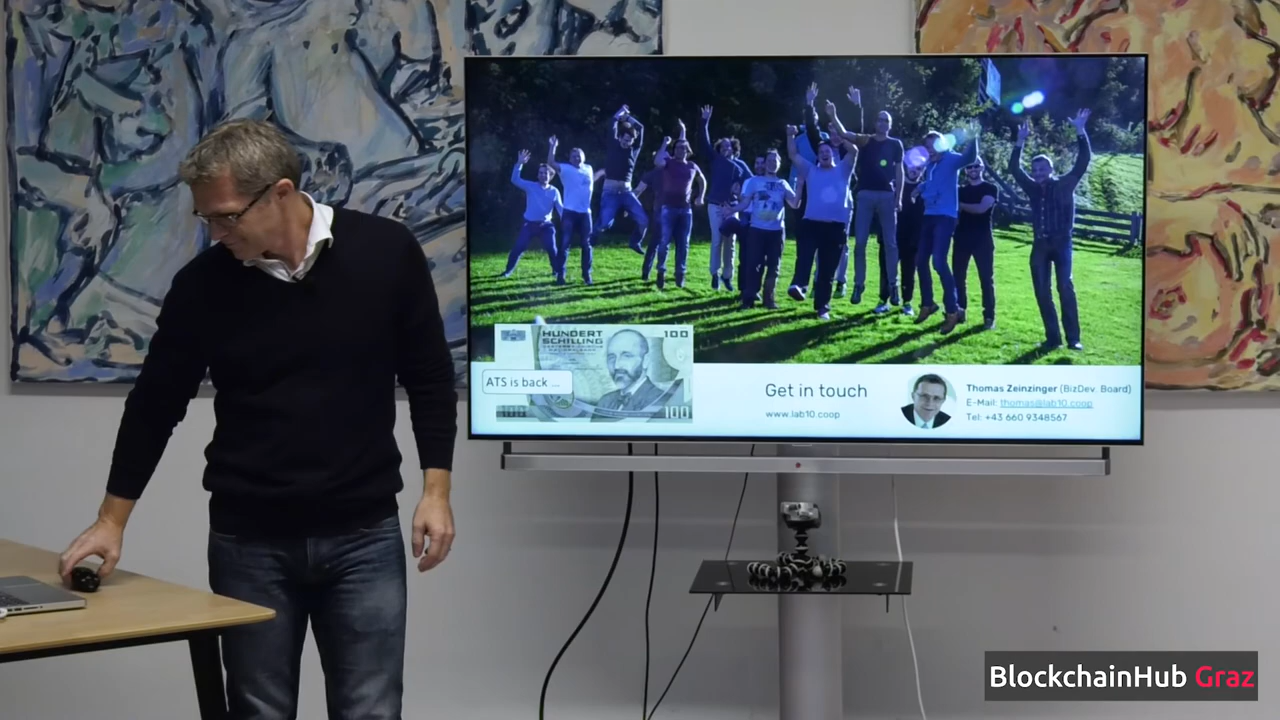 HUNDERT
SCHILLING
100
ATS is back ...
100
Get in touch
www.lab10.coop
Thomas Zeinzinger (BizDev, Board)
E-Mail: thomas@lab10.coop
Tel: +43 660 9348567
BlockchainHub Graz